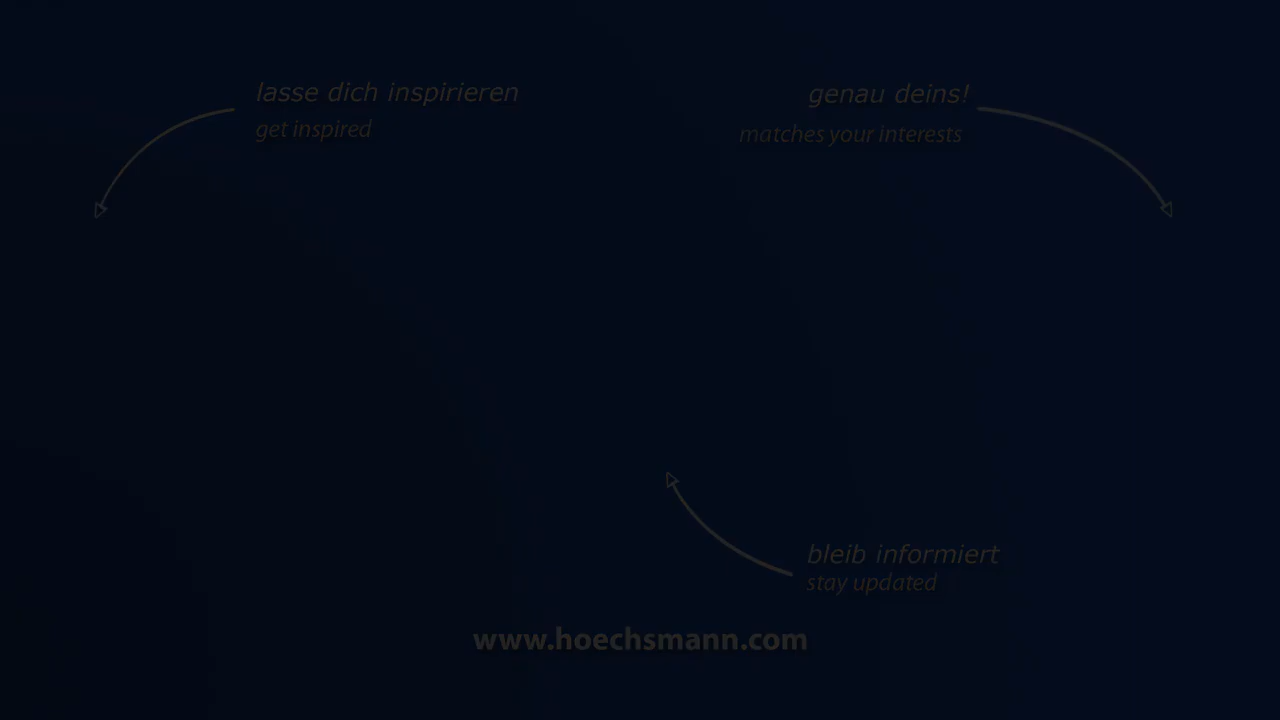 lasse dich inspirieren
get inspired
genau deins!
matches your interests
bleib informiert
stay updated
www.hoechsmann.com